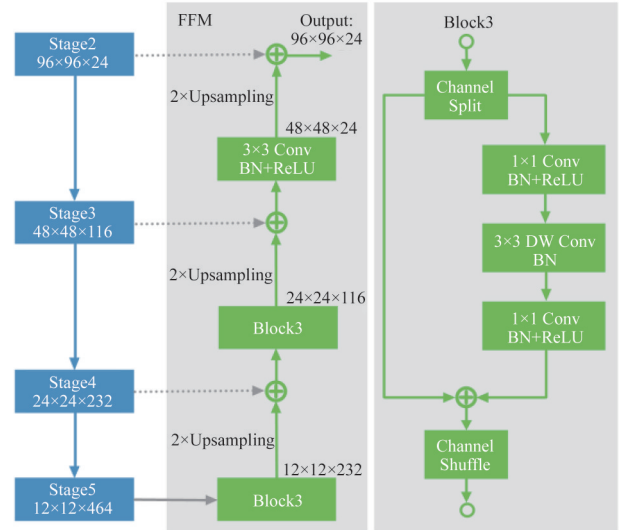 Stage2
96×96×24
Stage3
48×48×116
Stage4
24×24×232
Stage5
12×12×464
FFM
Output:
96×96×24
2×Upsampling
48×48×24
3×3 Conv
BN+ReLU
2×Upsampling
24×24×116
Block3
2×Upsampling
12×12×232
Block3
Block3
Channel
Split
1×1 Conv
BN+ReLU
3×3 DW Conv
BN
1×1 Conv
BN+ReLU
Channel
Shuffle